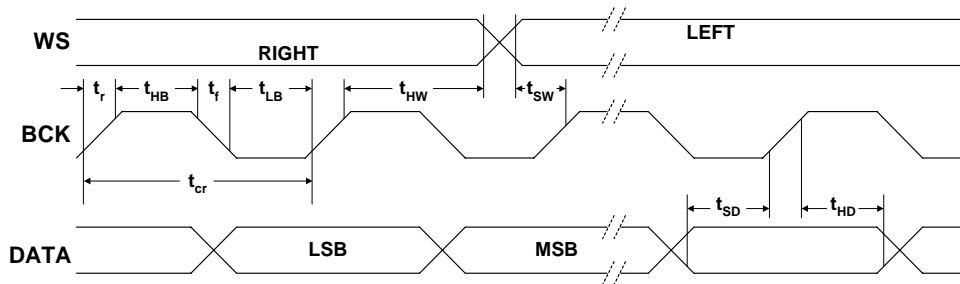 WS
RIGHT
LEFT
t_r t_HB t_f t_LB t_HW t_SW
BCK
t_cr
t_SD t_HD
DATA
LSB
MSB